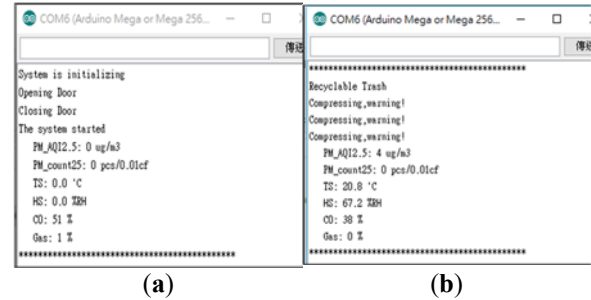 COM6 (Arduino Mega or Mega 256...
傳送
System is initializing
Opening Door
Closing Door
The system started
PM_AQI2.5: 0 ug/m3
PM_count25: 0 pcs/0.01cf
TS: 0.0 'C
HS: 0.0 %RH
CO: 51 %
Gas: 1 %
****************************************
(a)
COM6 (Arduino Mega or Mega 256...
傳送
****************************************
Recyclable Trash
Compressing,warning!
Compressing,warning!
Compressing,warning!
PM_AQI2.5: 4 ug/m3
PM_count25: 0 pcs/0.01cf
TS: 20.8 'C
HS: 67.2 %RH
CO: 38 %
Gas: 0 %
****************************************
(b)